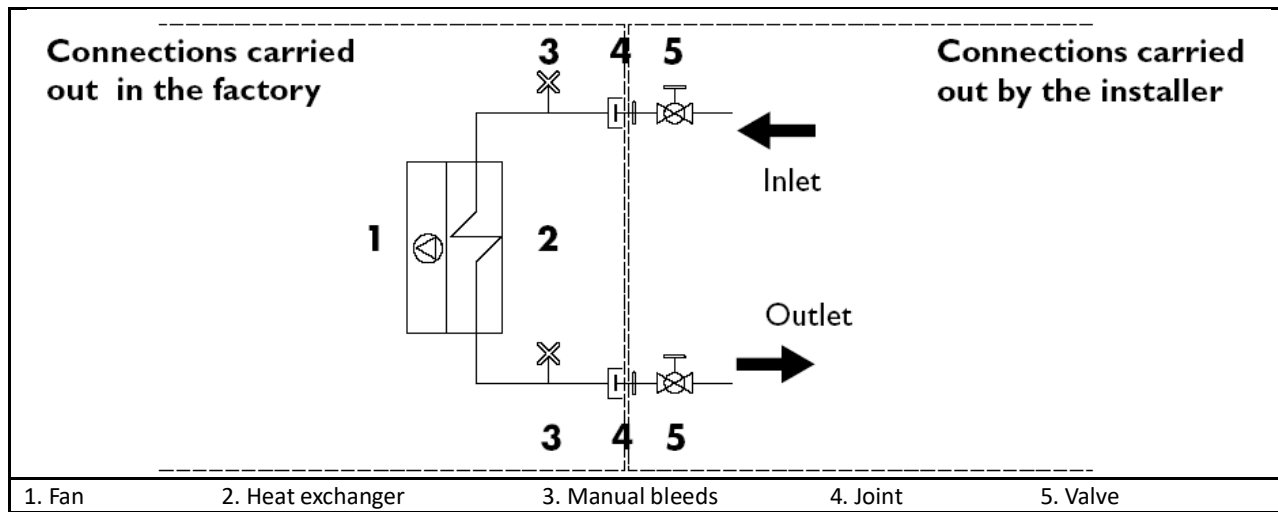 Connections carried
out in the factory
3 4 5
Connections carried
out by the installer
Inlet
1 2
Outlet
3 4 5
1. Fan 2. Heat exchanger 3. Manual bleeds 4. Joint 5. Valve